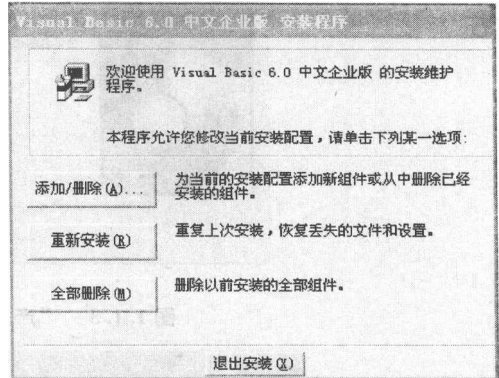 Visual Basic 6.0 中文企业版 安装程序
欢迎使用 Visual Basic 6.0 中文企业版 的安装维护
程序。
本程序允许您修改当前安装配置，请单击下列某一选项:
添加/删除(A)...
为当前的安装配置添加新组件或从中删除已经
安装的组件。
重新安装(R)
重复上次安装，恢复丢失的文件和设置。
全部删除(M)
删除以前安装的全部组件。
退出安装(X)